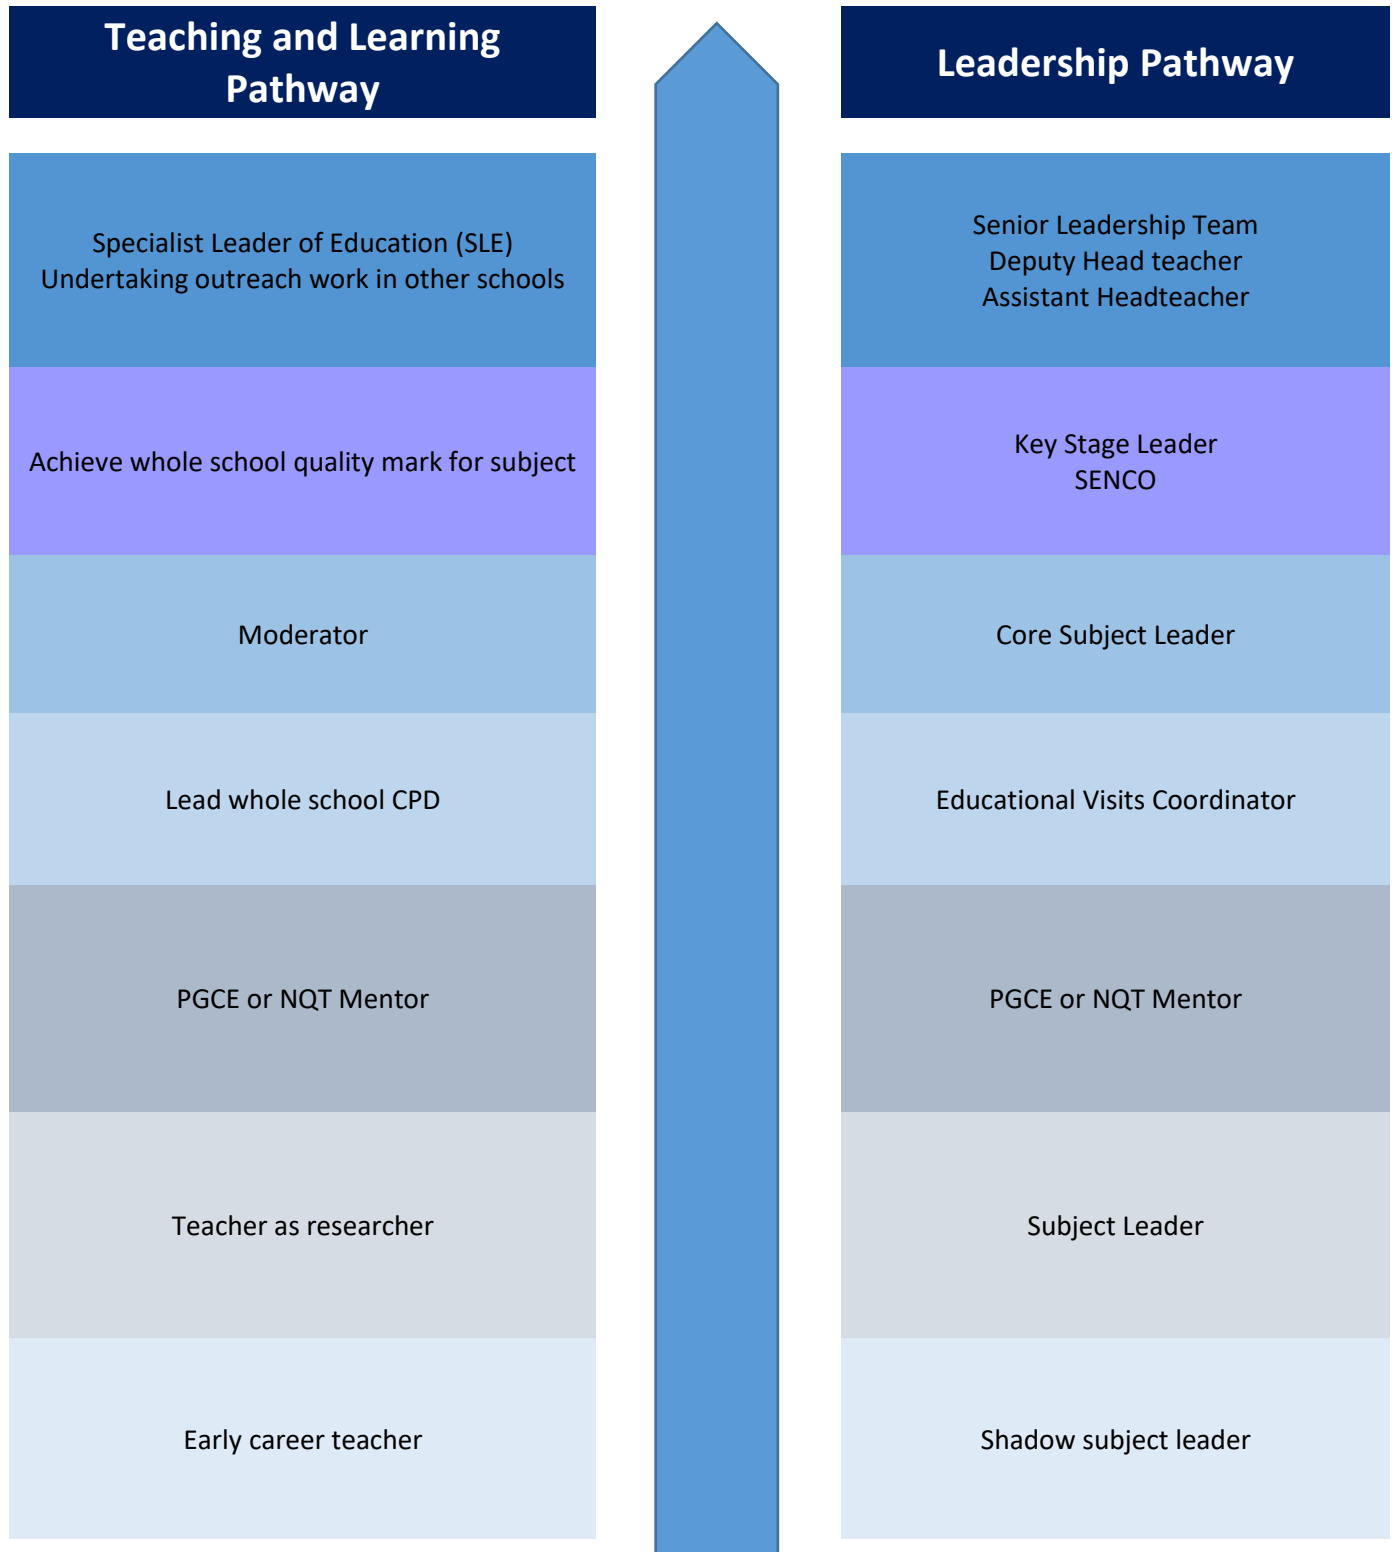 Teaching and Learning
Pathway
Leadership Pathway
Specialist Leader of Education (SLE)
Undertaking outreach work in other schools
Senior Leadership Team
Deputy Head teacher
Assistant Headteacher
Achieve whole school quality mark for subject
Key Stage Leader
SENCO
Moderator
Core Subject Leader
Lead whole school CPD
Educational Visits Coordinator
PGCE or NQT Mentor
PGCE or NQT Mentor
Teacher as researcher
Subject Leader
Early career teacher
Shadow subject leader